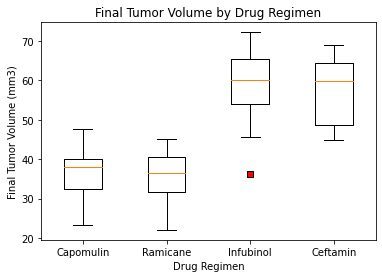 Final Tumor Volume by Drug Regimen
Final Tumor Volume (mm3)
70
60
50
40
30
20
Capomulin Ramicane Infubinol Ceftamin
Drug Regimen